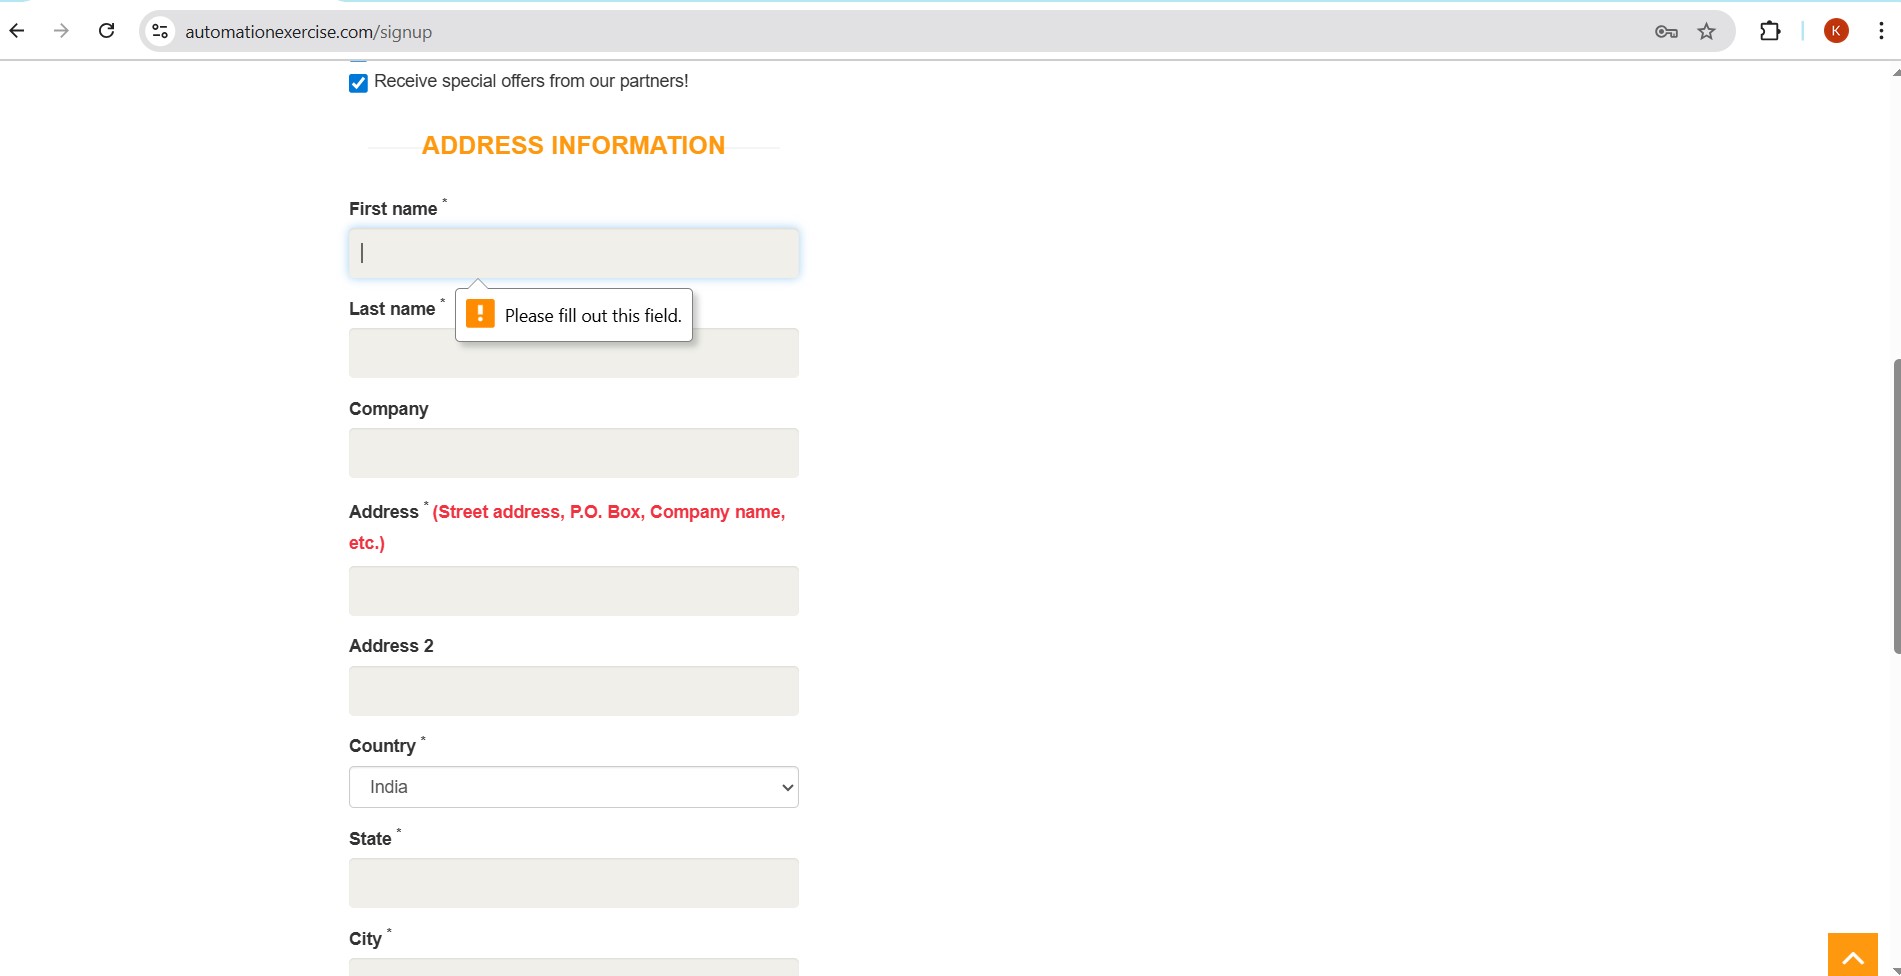 automationexercise.com/signup
K
Receive special offers from our partners!
ADDRESS INFORMATION
First name *
Please fill out this field.
Last name *
Company
Address * (Street address, P.O. Box, Company name,
etc.)
Address 2
Country *
India
State *
City *